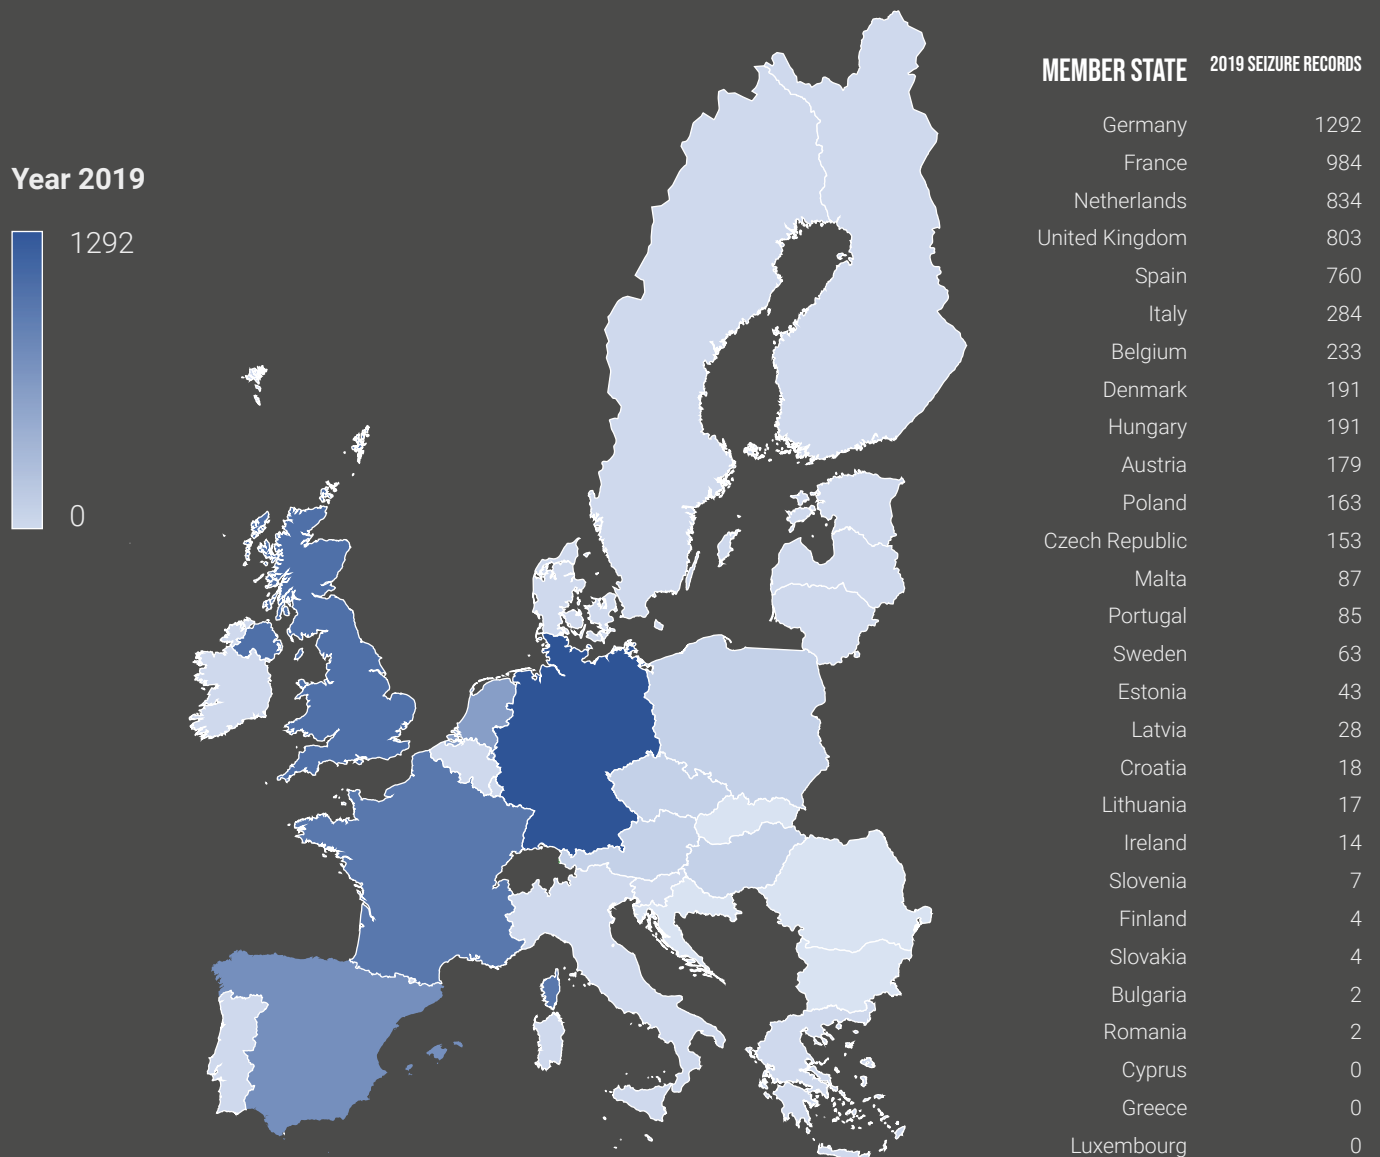 Year 2019
1292
0
MEMBER STATE 2019 SEIZURE RECORDS
Germany 1292
France 984
Netherlands 834
United Kingdom 803
Spain 760
Italy 284
Belgium 233
Denmark 191
Hungary 191
Austria 179
Poland 163
Czech Republic 153
Malta 87
Portugal 85
Sweden 63
Estonia 43
Latvia 28
Croatia 18
Lithuania 17
Ireland 14
Slovenia 7
Finland 4
Slovakia 4
Bulgaria 2
Romania 2
Cyprus 0
Greece 0
Luxembourg 0